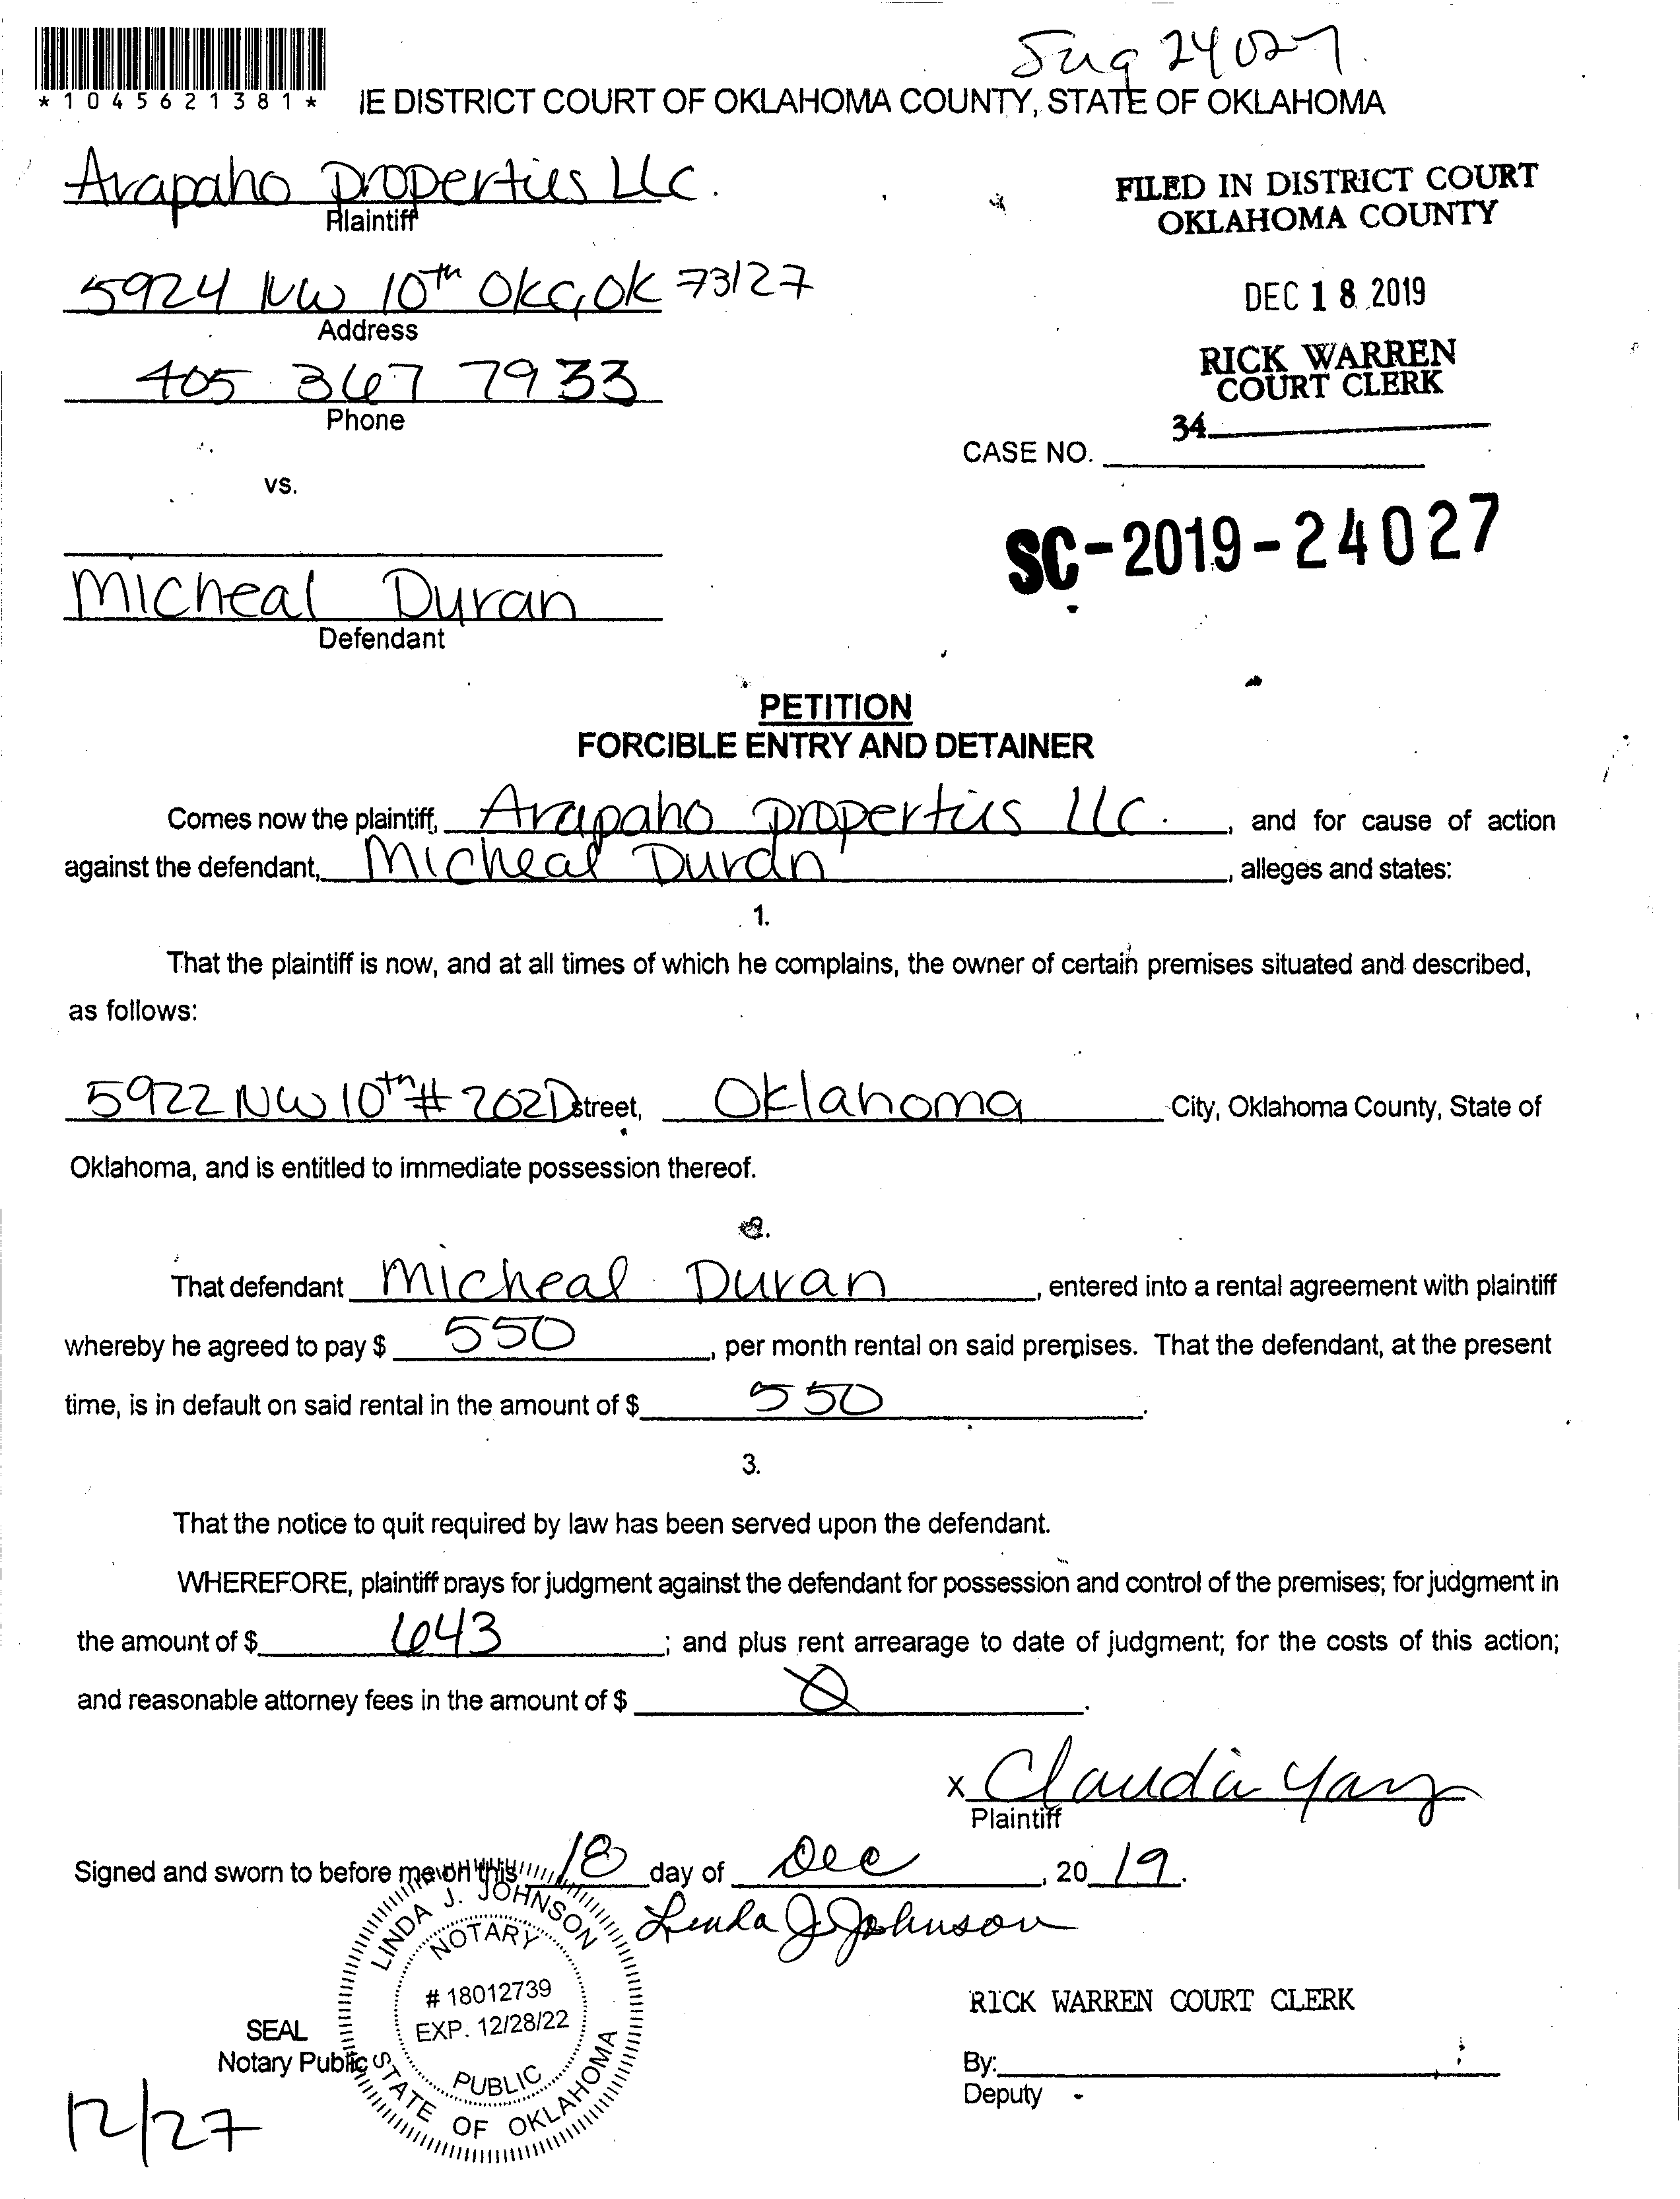 24027
*1045621381*
IE DISTRICT COURT OF OKLAHOMA COUNTY, STATE OF OKLAHOMA
Arapaho Properties LLC.
Plaintiff
FILED IN DISTRICT COURT
OKLAHOMA COUNTY
5924 NW 10th OKC, OK 73127
Address
DEC 18 2019
405 367 7933
Phone
RICK WARREN
COURT CLERK
34
CASE NO.
vs.
SC-2019-24027
Micheal Duran
Defendant
PETITION
FORCIBLE ENTRY AND DETAINER
Comes now the plaintiff, Arapaho Properties LLC. , and for cause of action
against the defendant, Micheal Duran , alleges and states:
1.
That the plaintiff is now, and at all times of which he complains, the owner of certain premises situated and described,
as follows:
5922 NW 10th # 202D street, Oklahoma City, Oklahoma County, State of
Oklahoma, and is entitled to immediate possession thereof.
2.
That defendant Micheal Duran , entered into a rental agreement with plaintiff
whereby he agreed to pay $ 550 , per month rental on said premises. That the defendant, at the present
time, is in default on said rental in the amount of $ 550 .
3.
That the notice to quit required by law has been served upon the defendant.
WHEREFORE, plaintiff prays for judgment against the defendant for possession and control of the premises; for judgment in
the amount of $ 643 ; and plus rent arrearage to date of judgment; for the costs of this action;
and reasonable attorney fees in the amount of $ 0 .
X Claudia
Plaintiff
Signed and sworn to before me on this 18 day of Dec , 20 19 .
Linda J Johnson
LINDA J. JOHNSON
NOTARY
# 18012739
EXP. 12/28/22
PUBLIC
STATE OF OKLAHOMA
RICK WARREN COURT CLERK
SEAL
Notary Public
By:
Deputy
12/27